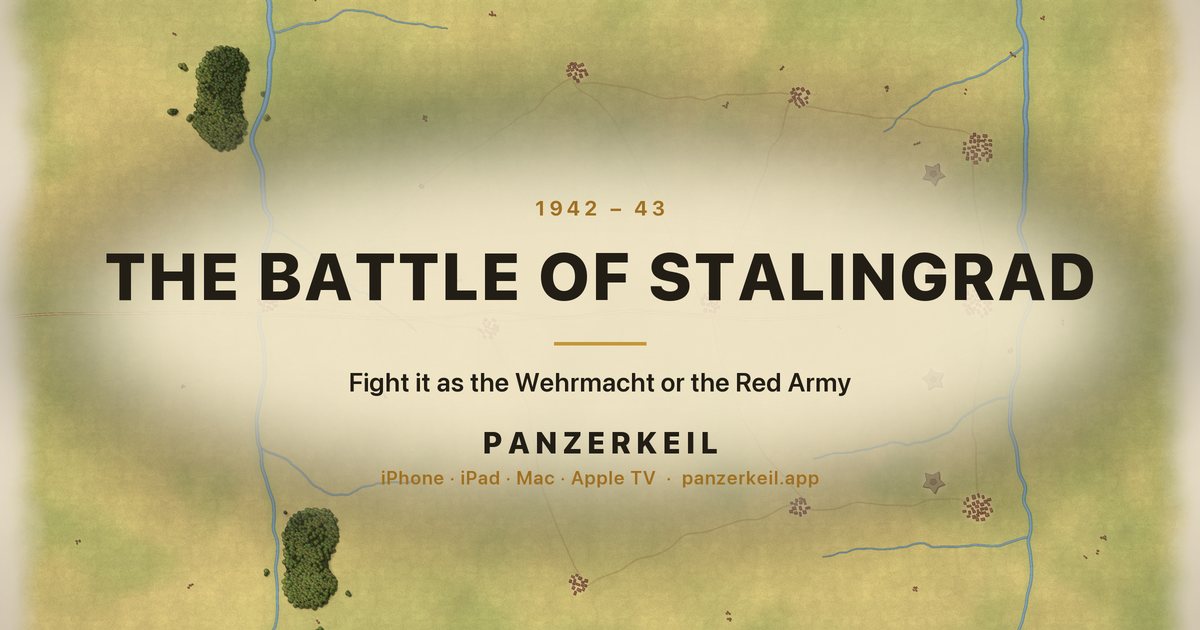 1942 – 43
THE BATTLE OF STALINGRAD
Fight it as the Wehrmacht or the Red Army
PANZERKEIL
iPhone · iPad · Mac · Apple TV · panzerkeil.app